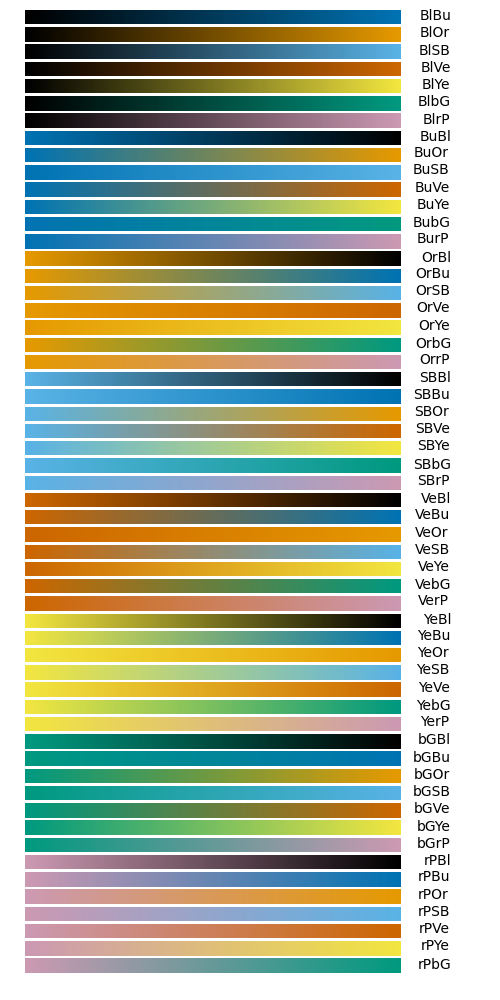 BlBu
BlOr
BlSB
BlVe
BlYe
BlbG
BlrP
BuBl
BuOr
BuSB
BuVe
BuYe
BubG
BurP
OrBl
OrBu
OrSB
OrVe
OrYe
OrbG
OrrP
SBBl
SBBu
SBOr
SBVe
SBYe
SBbG
SBrP
VeBl
VeBu
VeOr
VeSB
VeYe
VebG
VerP
YeBl
YeBu
YeOr
YeSB
YeVe
YebG
YerP
bGBl
bGBu
bGOr
bGSB
bGVe
bGYe
bGrP
rPBl
rPBu
rPOr
rPSB
rPVe
rPYe
rPbG